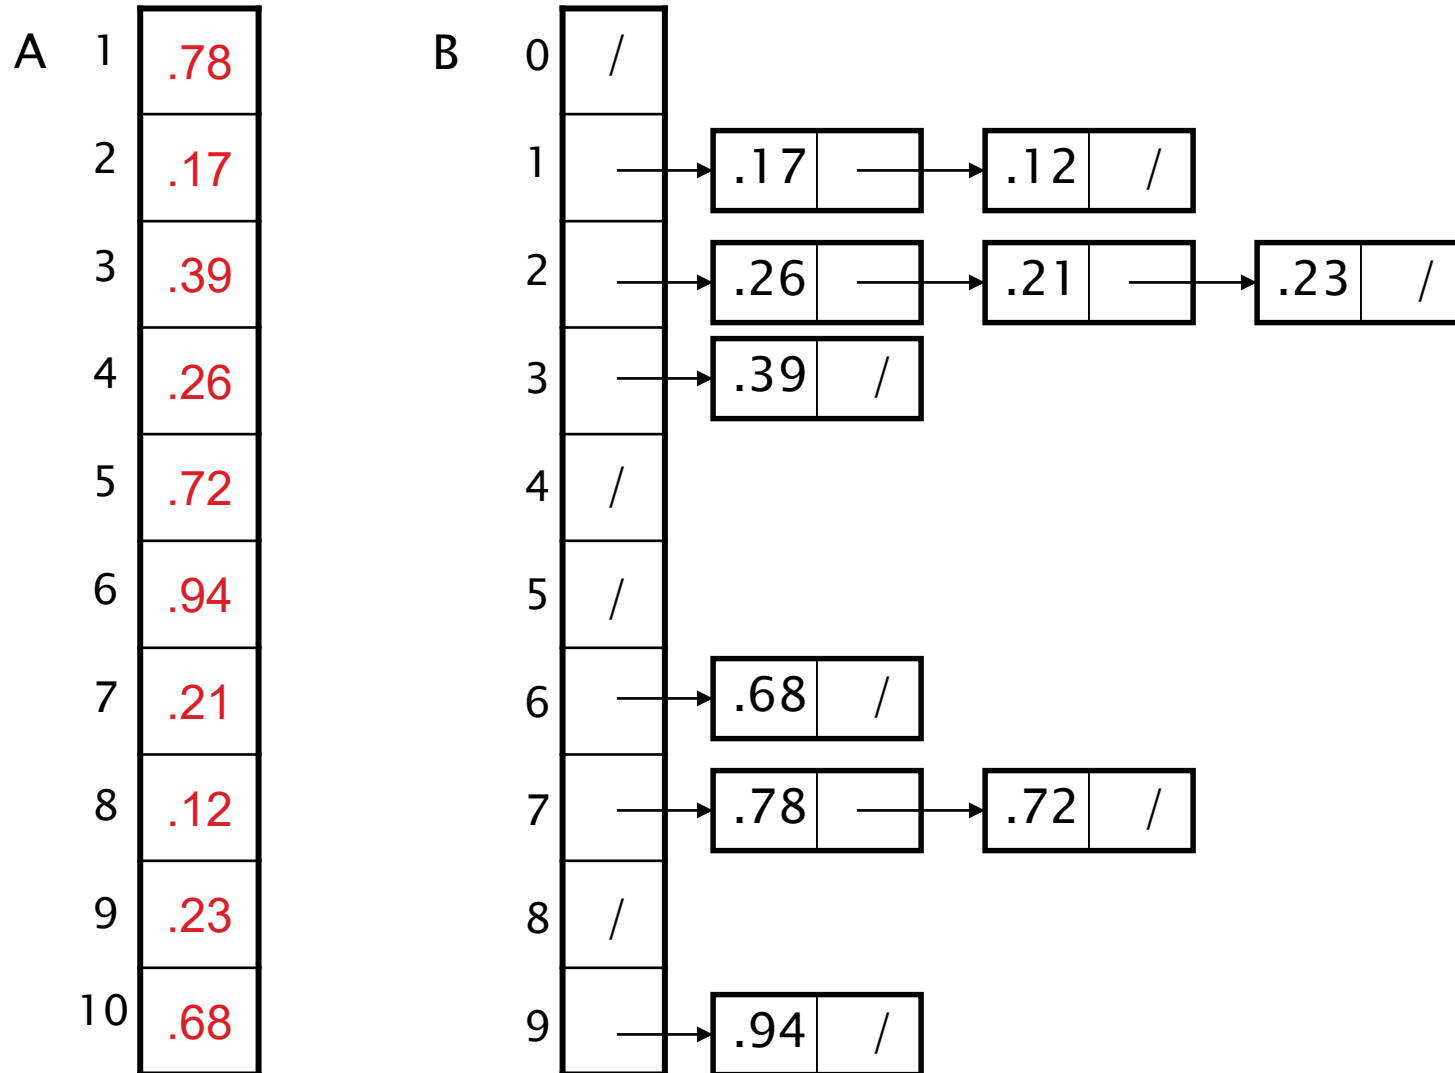 A 1 .78 B 0 /
2 .17 1 .17 .12 /
3 .39 2 .26 .21 .23 /
4 .26 3 .39 /
5 .72 4 /
6 .94 5 /
7 .21 6 .68 /
8 .12 7 .78 .72 /
9 .23 8 /
10 .68 9 .94 /